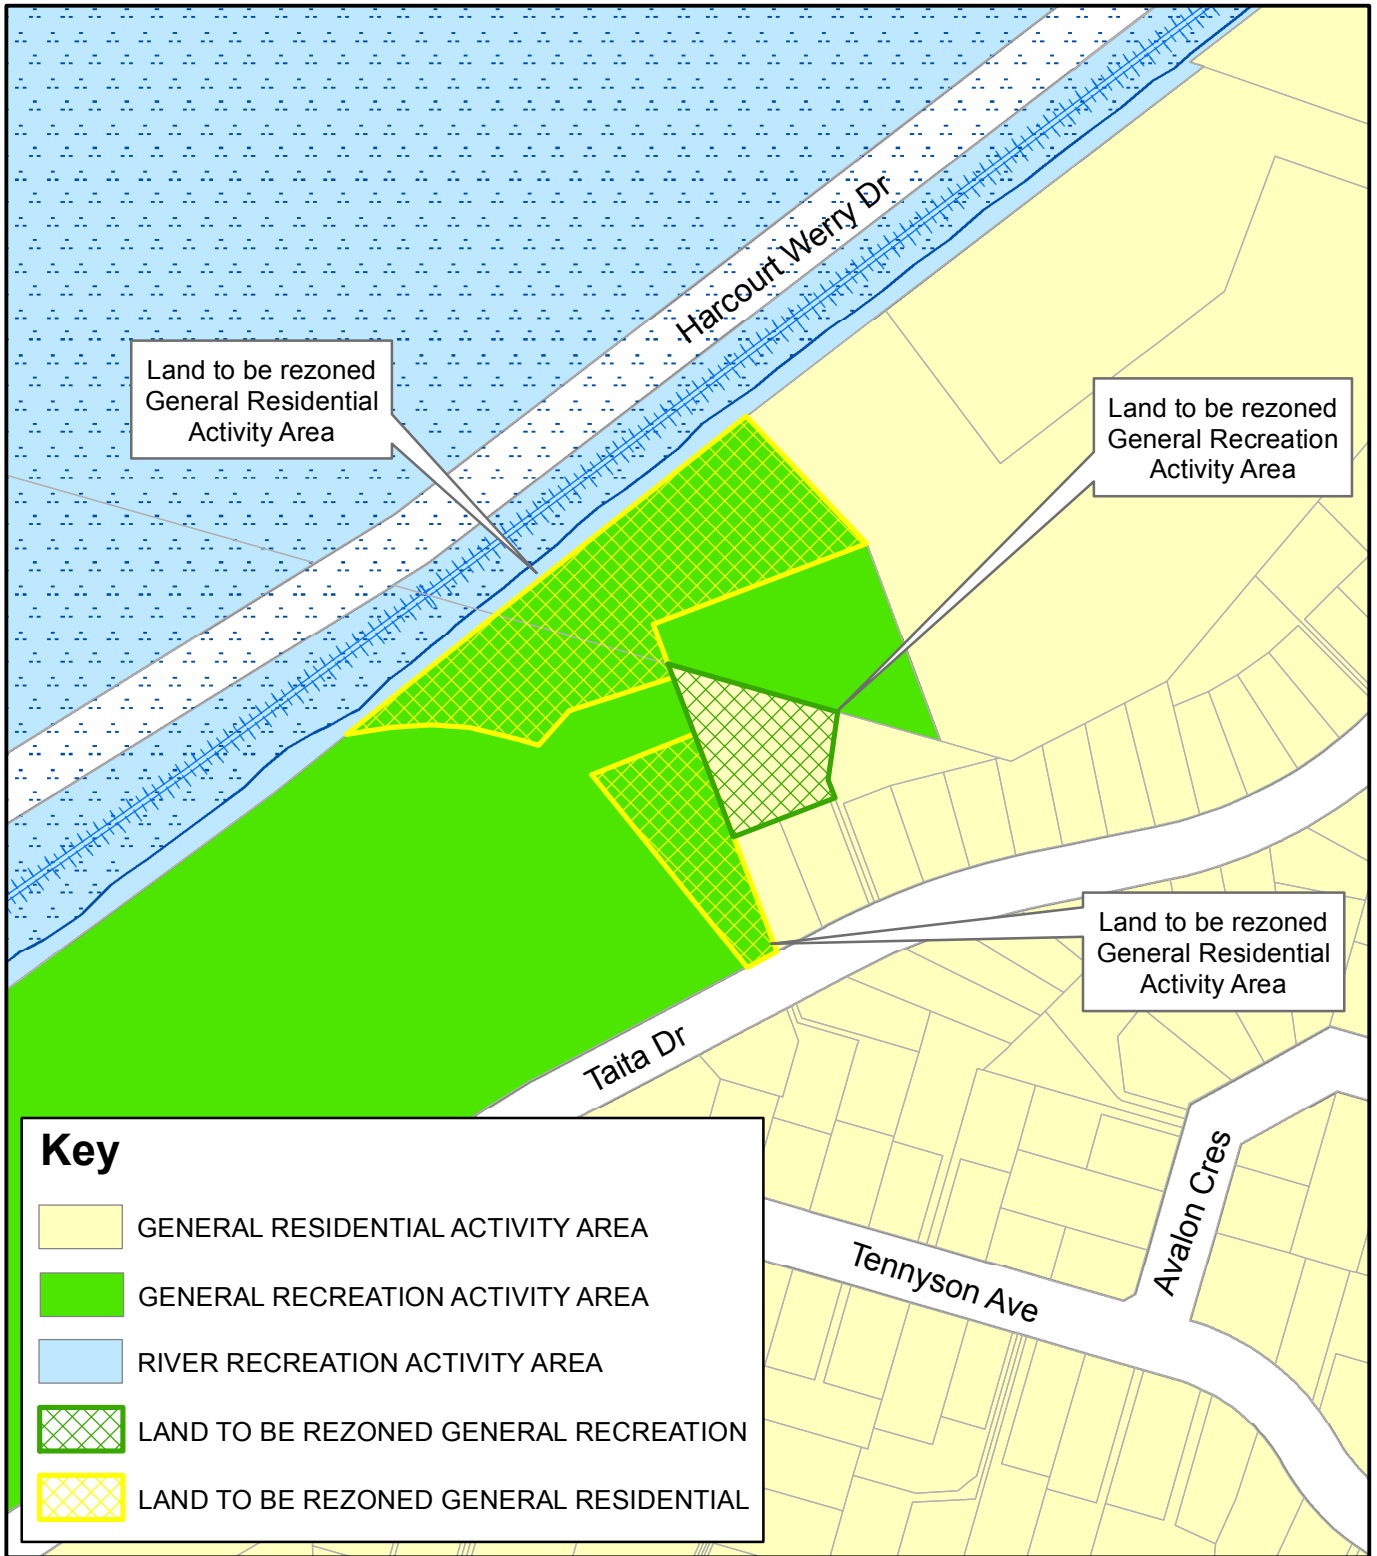 Harcourt Werry Dr
Land to be rezoned
General Residential
Activity Area
Land to be rezoned
General Recreation
Activity Area
Land to be rezoned
General Residential
Activity Area
Taita Dr
Avalon Cres
Tennyson Ave
Key
GENERAL RESIDENTIAL ACTIVITY AREA
GENERAL RECREATION ACTIVITY AREA
RIVER RECREATION ACTIVITY AREA
LAND TO BE REZONED GENERAL RECREATION
LAND TO BE REZONED GENERAL RESIDENTIAL